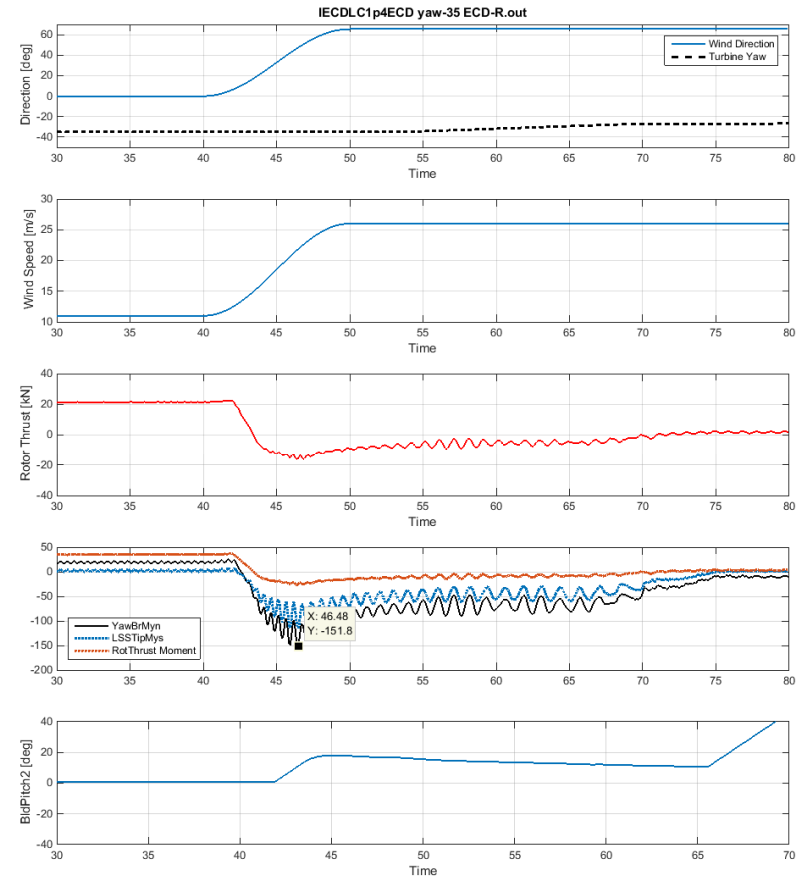 IECDLC1p4ECD yaw-35 ECD-R.out
Direction [deg]
60
40
20
0
-20
-40
Wind Direction
Turbine Yaw
30 35 40 45 50 55 60 65 70 75 80
Time
Wind Speed [m/s]
30
25
20
15
10
30 35 40 45 50 55 60 65 70 75 80
Time
Rotor Thrust [kN]
40
20
0
-20
-40
30 35 40 45 50 55 60 65 70 75 80
Time
50
0
-50
-100
-150
-200
YawBrMyn
LSSTipMys
RotThrust Moment
X: 46.48
Y: -151.8
30 35 40 45 50 55 60 65 70 75 80
BldPitch2 [deg]
40
20
0
-20
-40
30 35 40 45 50 55 60 65 70
Time